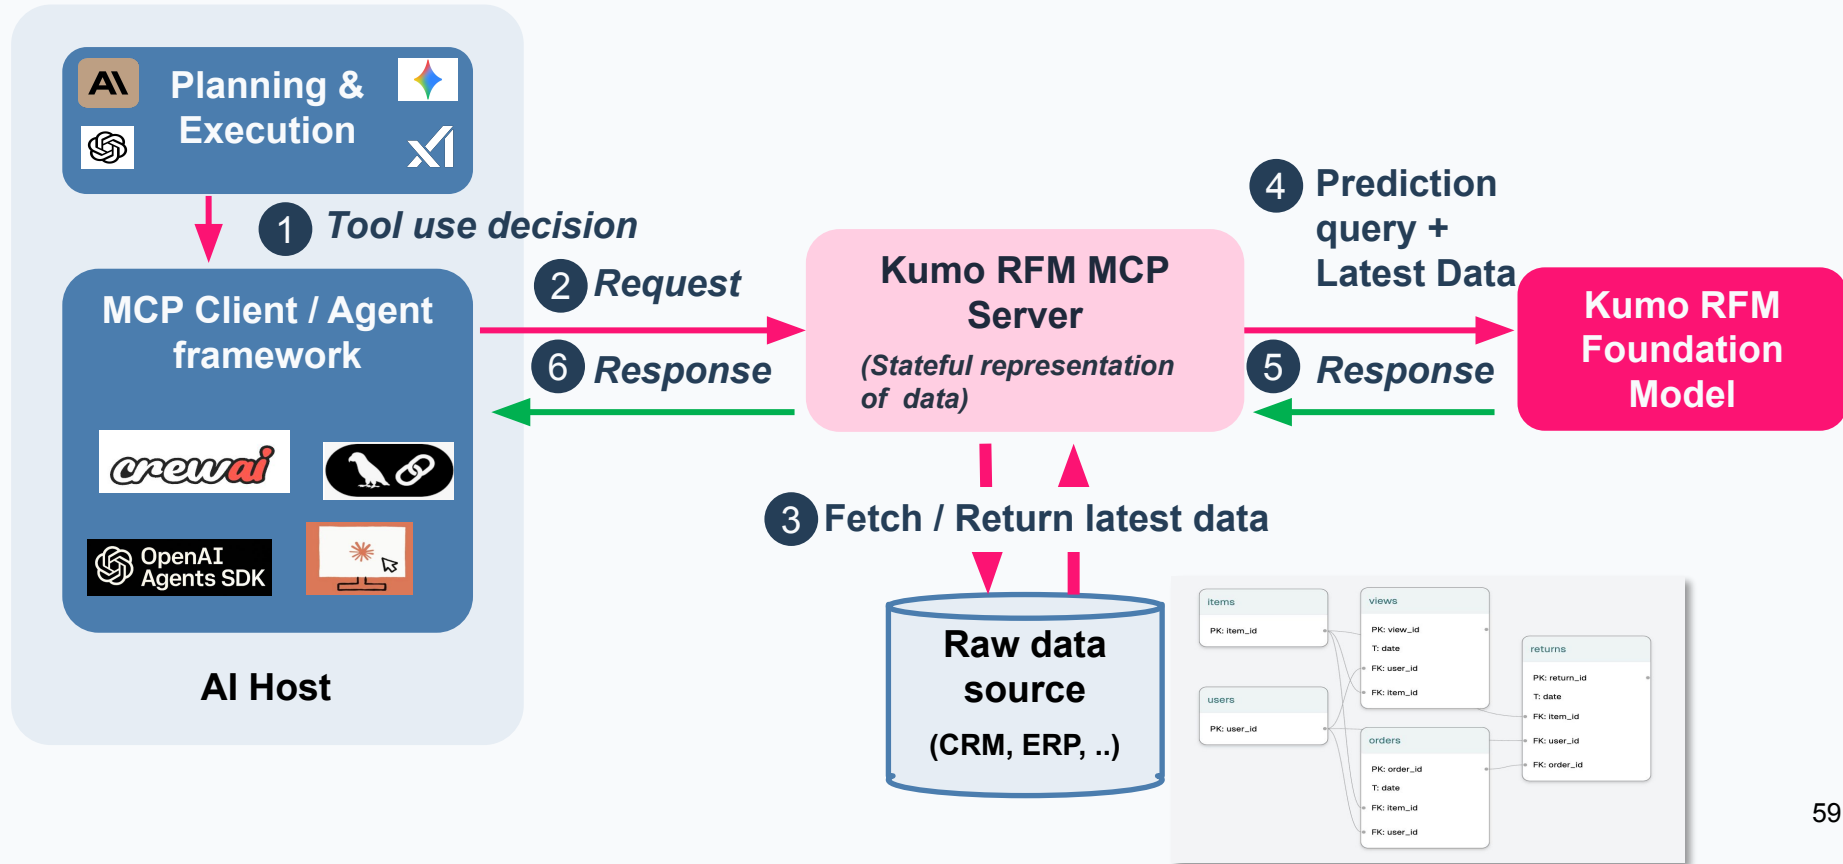 Planning &
Execution
1 Tool use decision
MCP Client / Agent
framework
crewai
OpenAI
Agents SDK
AI Host
2 Request
6 Response
Kumo RFM MCP
Server
(Stateful representation
of data)
4 Prediction
query +
Latest Data
5 Response
Kumo RFM
Foundation
Model
3 Fetch / Return latest data
Raw data
source
(CRM, ERP, ..)
items
PK: item_id
users
PK: user_id
views
PK: view_id
T: date
FK: user_id
FK: item_id
orders
PK: order_id
T: date
FK: item_id
FK: user_id
returns
PK: return_id
T: date
FK: item_id
FK: user_id
FK: order_id
59